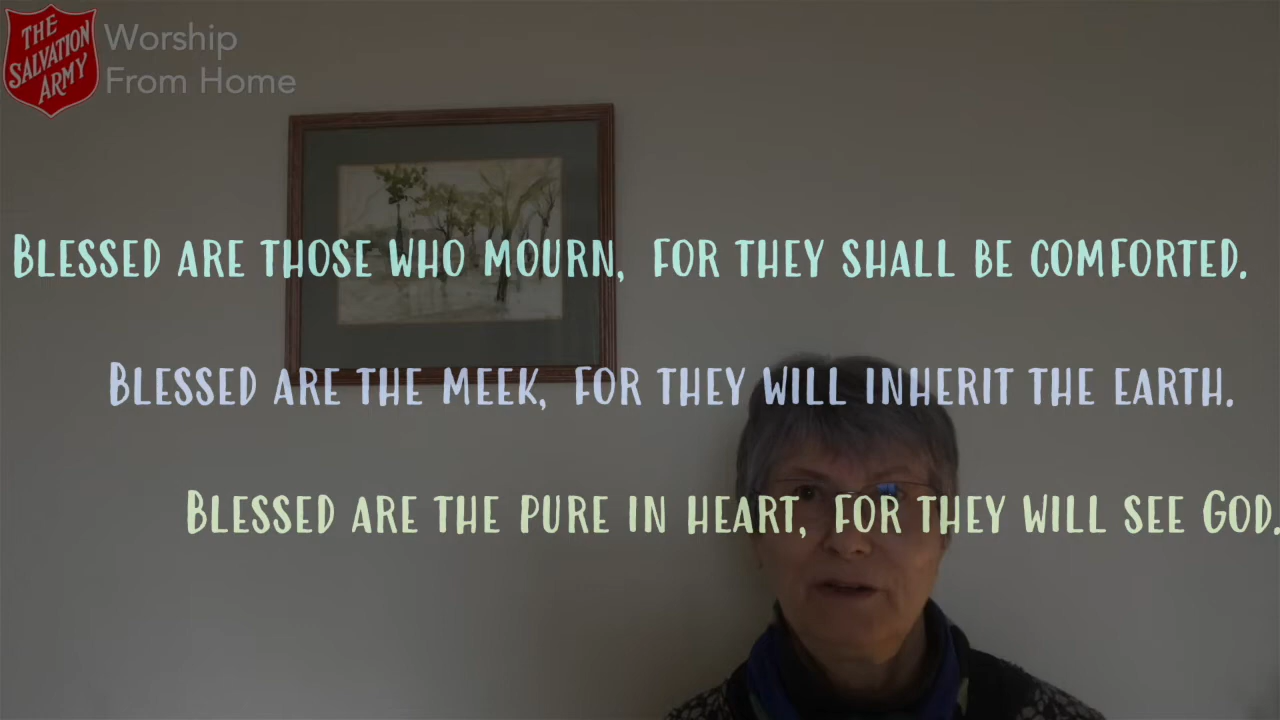 THE
SALVATION
ARMY
Worship
From Home
Blessed are those who mourn, for they shall be comforted.
Blessed are the meek, for they will inherit the earth.
Blessed are the pure in heart, for they will see God.